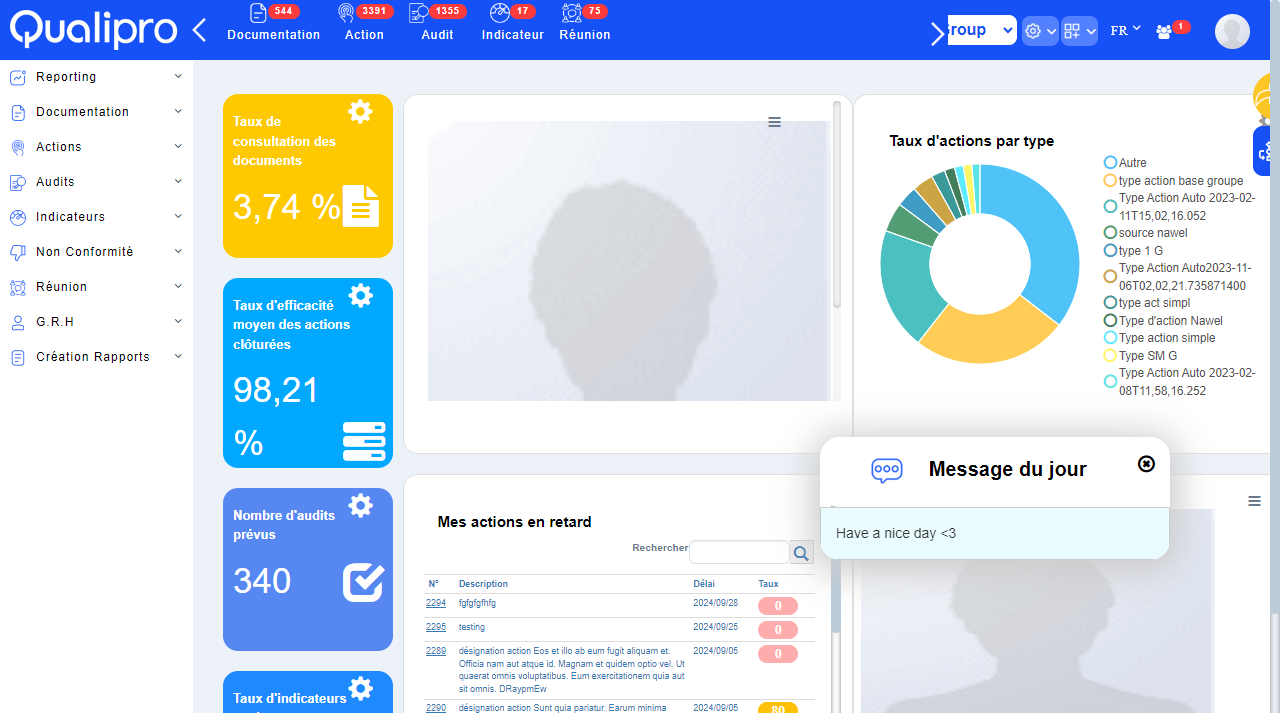 Qualipro
544
Documentation
3391
Action
1355
Audit
17
Indicateur
75
Réunion
FR
1
Reporting
Documentation
Actions
Audits
Indicateurs
Non Conformité
Réunion
G.R.H
Création Rapports
Taux de
consultation des
documents
3,74 %
Taux d'efficacité
moyen des actions
clôturées
98,21
%
Nombre d'audits
prévus
340
Taux d'indicateurs
Taux d'actions par type
Autre
type action base groupe
Type Action Auto 2023-02-
11T15,02,16.052
source nawel
type 1 G
Type Action Auto2023-11-
06T02,02,21.735871400
type act simpl
Type d'action Nawel
Type action simple
Type SM G
Type Action Auto 2023-02-
08T11,58,16.252
Mes actions en retard
Rechercher
N° Description Délai Taux
2294 fgfgfgfhfg 2024/09/28 0
2295 testing 2024/09/25 0
2289 désignation action Eos et illo ab eum fugit aliquam et. 2024/09/05 0
Officia nam aut atque id. Magnam et quidem optio vel. Ut
quaerat omnis voluptatibus. Eum exercitationem quia aut
sit omnis. DRaypmEw
2290 désignation action Sunt quia pariatur. Earum minima 2024/09/05 80
Message du jour
Have a nice day <3